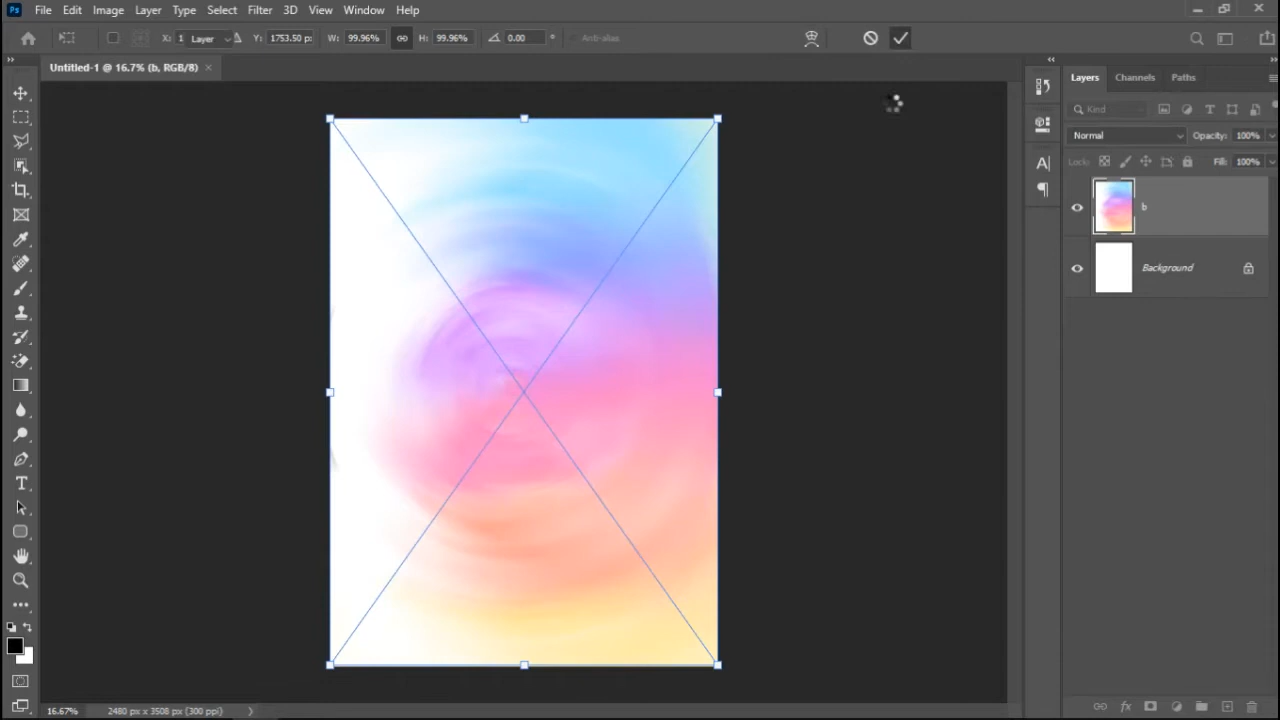 Ps File Edit Image Layer Type Select Filter 3D View Window Help
X: 1 Layer Y: 1753.50 p: W: 99.96% H: 99.96% 0.00 ° Anti-alias
Untitled-1 @ 16.7% (b, RGB/8) ×
Layers Channels Paths
Kind
Normal Opacity: 100%
Lock: Fill: 100%
b
Background
16.67% 2480 px x 3508 px (300 ppi)